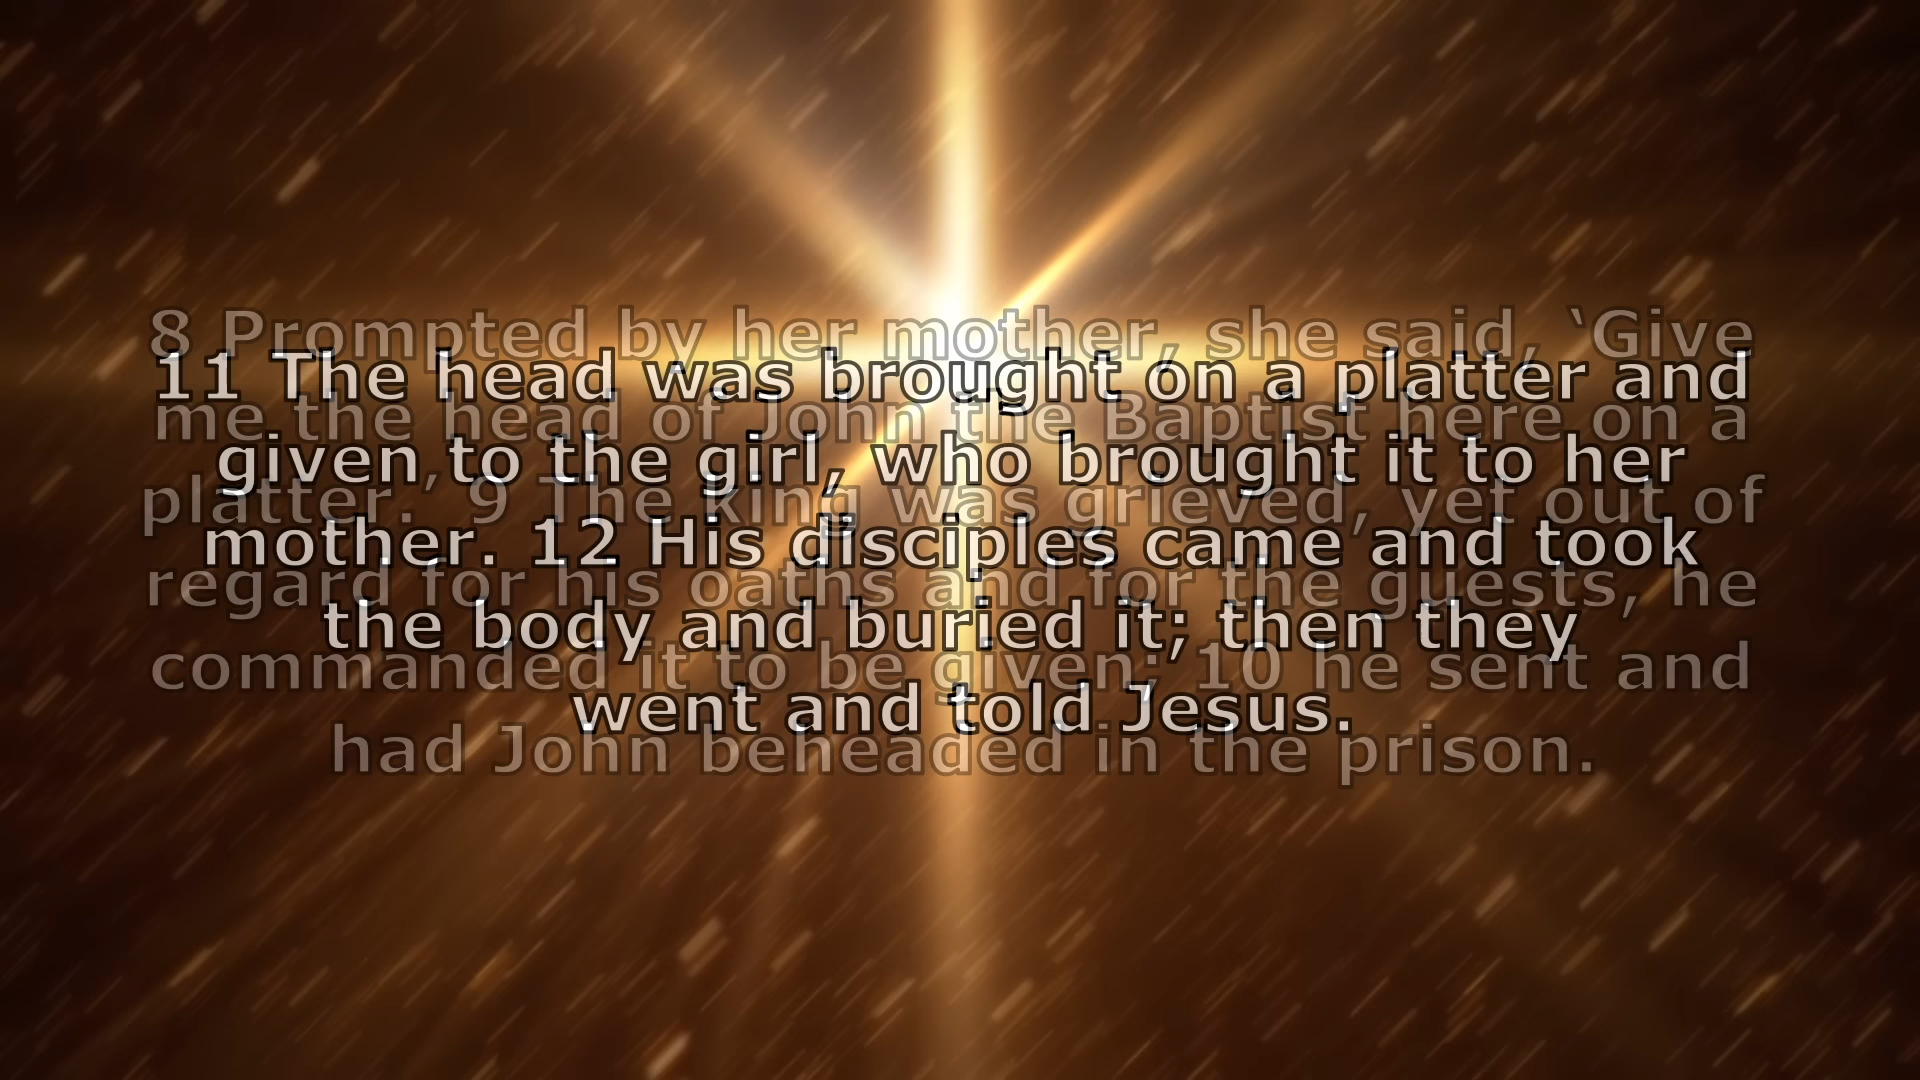 8 Prompted by her mother, she said, ‘Give
me the head of John the Baptist here on a
platter.’ 9 The king was grieved, yet out of
regard for his oaths and for the guests, he
commanded it to be given; 10 he sent and
had John beheaded in the prison.
11 The head was brought on a platter and
given to the girl, who brought it to her
mother. 12 His disciples came and took
the body and buried it; then they
went and told Jesus.